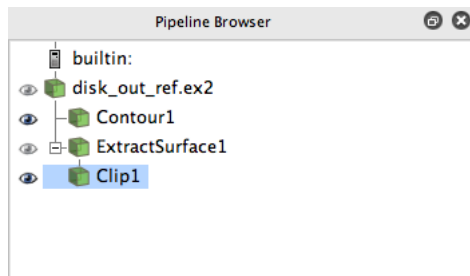 Pipeline Browser
builtin:
disk_out_ref.ex2
Contour1
ExtractSurface1
Clip1